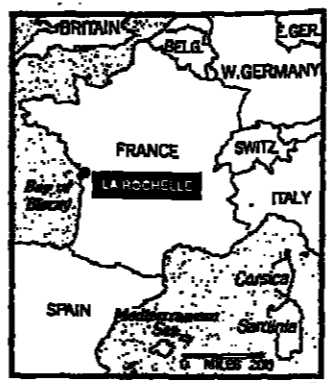 BRITAIN
E.GER.
BELG.
W.GERMANY
FRANCE
SWITZ.
LA ROCHELLE
ITALY
Bay of
Biscay
Corsica
SPAIN
Mediterranean
Sea
Sardinia
0 MILES 200